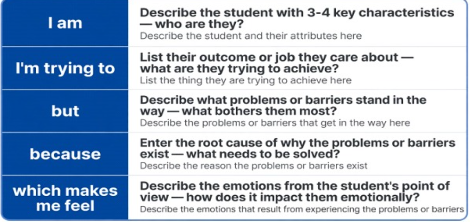 I am
Describe the student with 3-4 key characteristics
— who are they?
Describe the student and their attributes here
I'm trying to
List their outcome or job they care about —
what are they trying to achieve?
List the thing they are trying to achieve here
but
Describe what problems or barriers stand in the
way — what bothers them most?
Describe the problems or barriers that get in the way here
because
Enter the root cause of why the problems or barriers
exist — what needs to be solved?
Describe the reason the problems or barriers exist
which makes
me feel
Describe the emotions from the student's point of
view — how does it impact them emotionally?
Describe the emotions that result from experiencing the problems or barriers